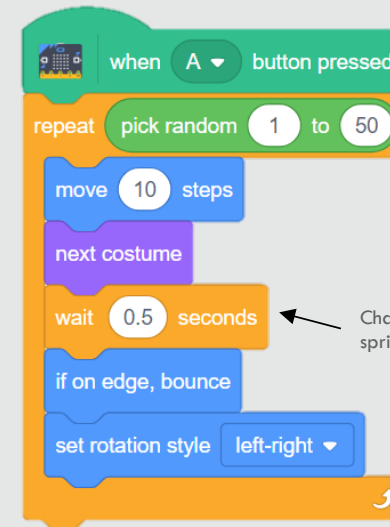 when A button pressed
repeat pick random 1 to 50
move 10 steps
next costume
wait 0.5 seconds
if on edge, bounce
set rotation style left-right